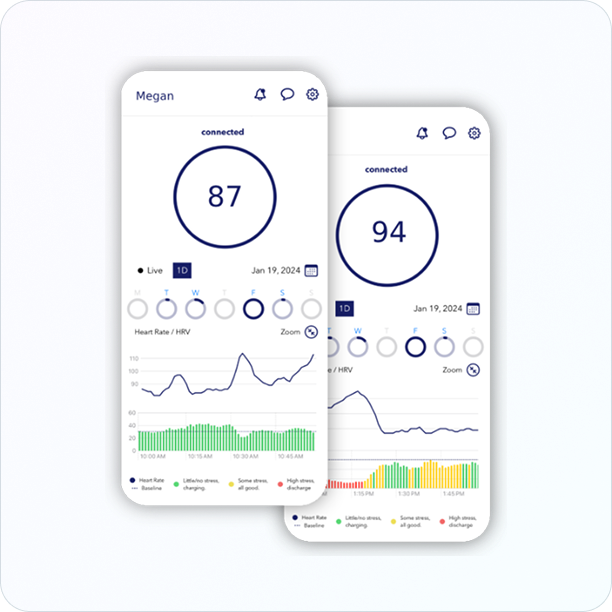 Megan
connected
87
Live 1D Jan 19, 2024
M T W T F S S
Heart Rate / HRV Zoom
110
100
90
60
40
20
0
10:00 AM 10:15 AM 10:30 AM 10:45 AM
Heart Rate
Baseline
Little/no stress,
charging.
Some stress,
all good.
High stress,
discharge
connected
94
1D Jan 19, 2024
T W T F S S
e / HRV Zoom
1:15 PM 1:30 PM 1:45 PM
Heart Rate
Baseline
Little/no stress,
charging.
Some stress,
all good.
High stress,
discharge